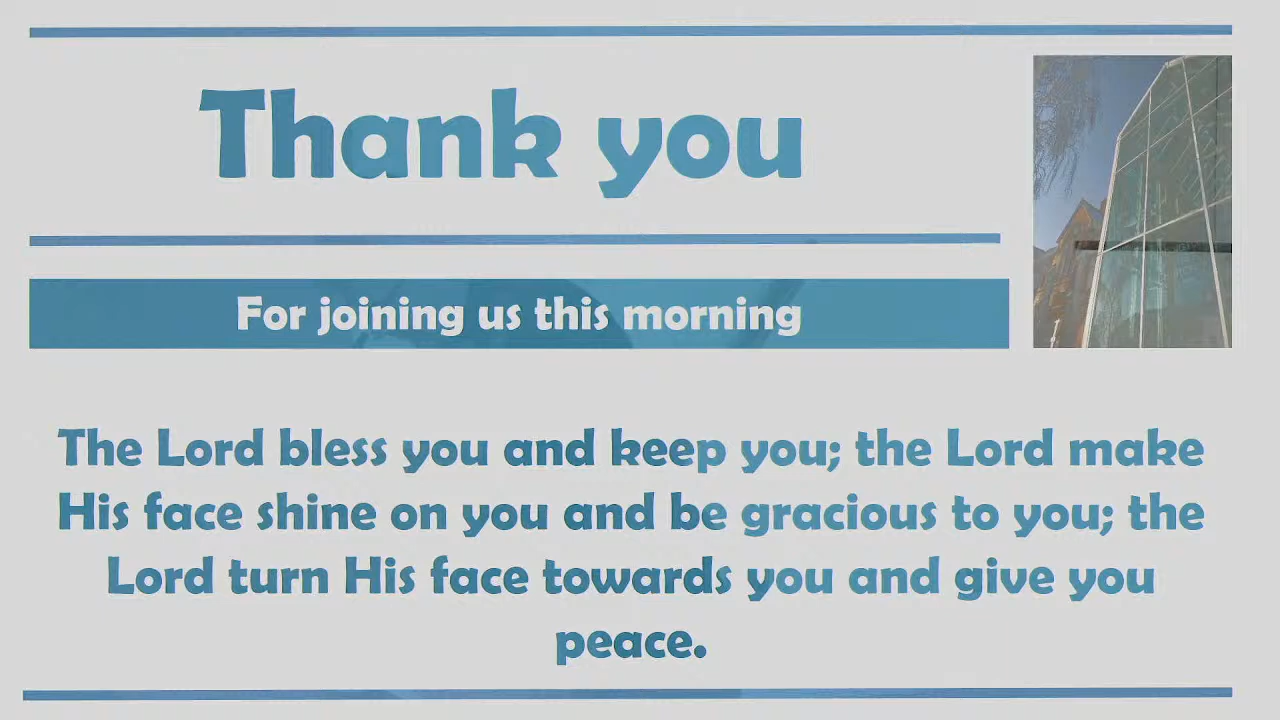 Thank you
For joining us this morning
The Lord bless you and keep you; the Lord make
His face shine on you and be gracious to you; the
Lord turn His face towards you and give you
peace.